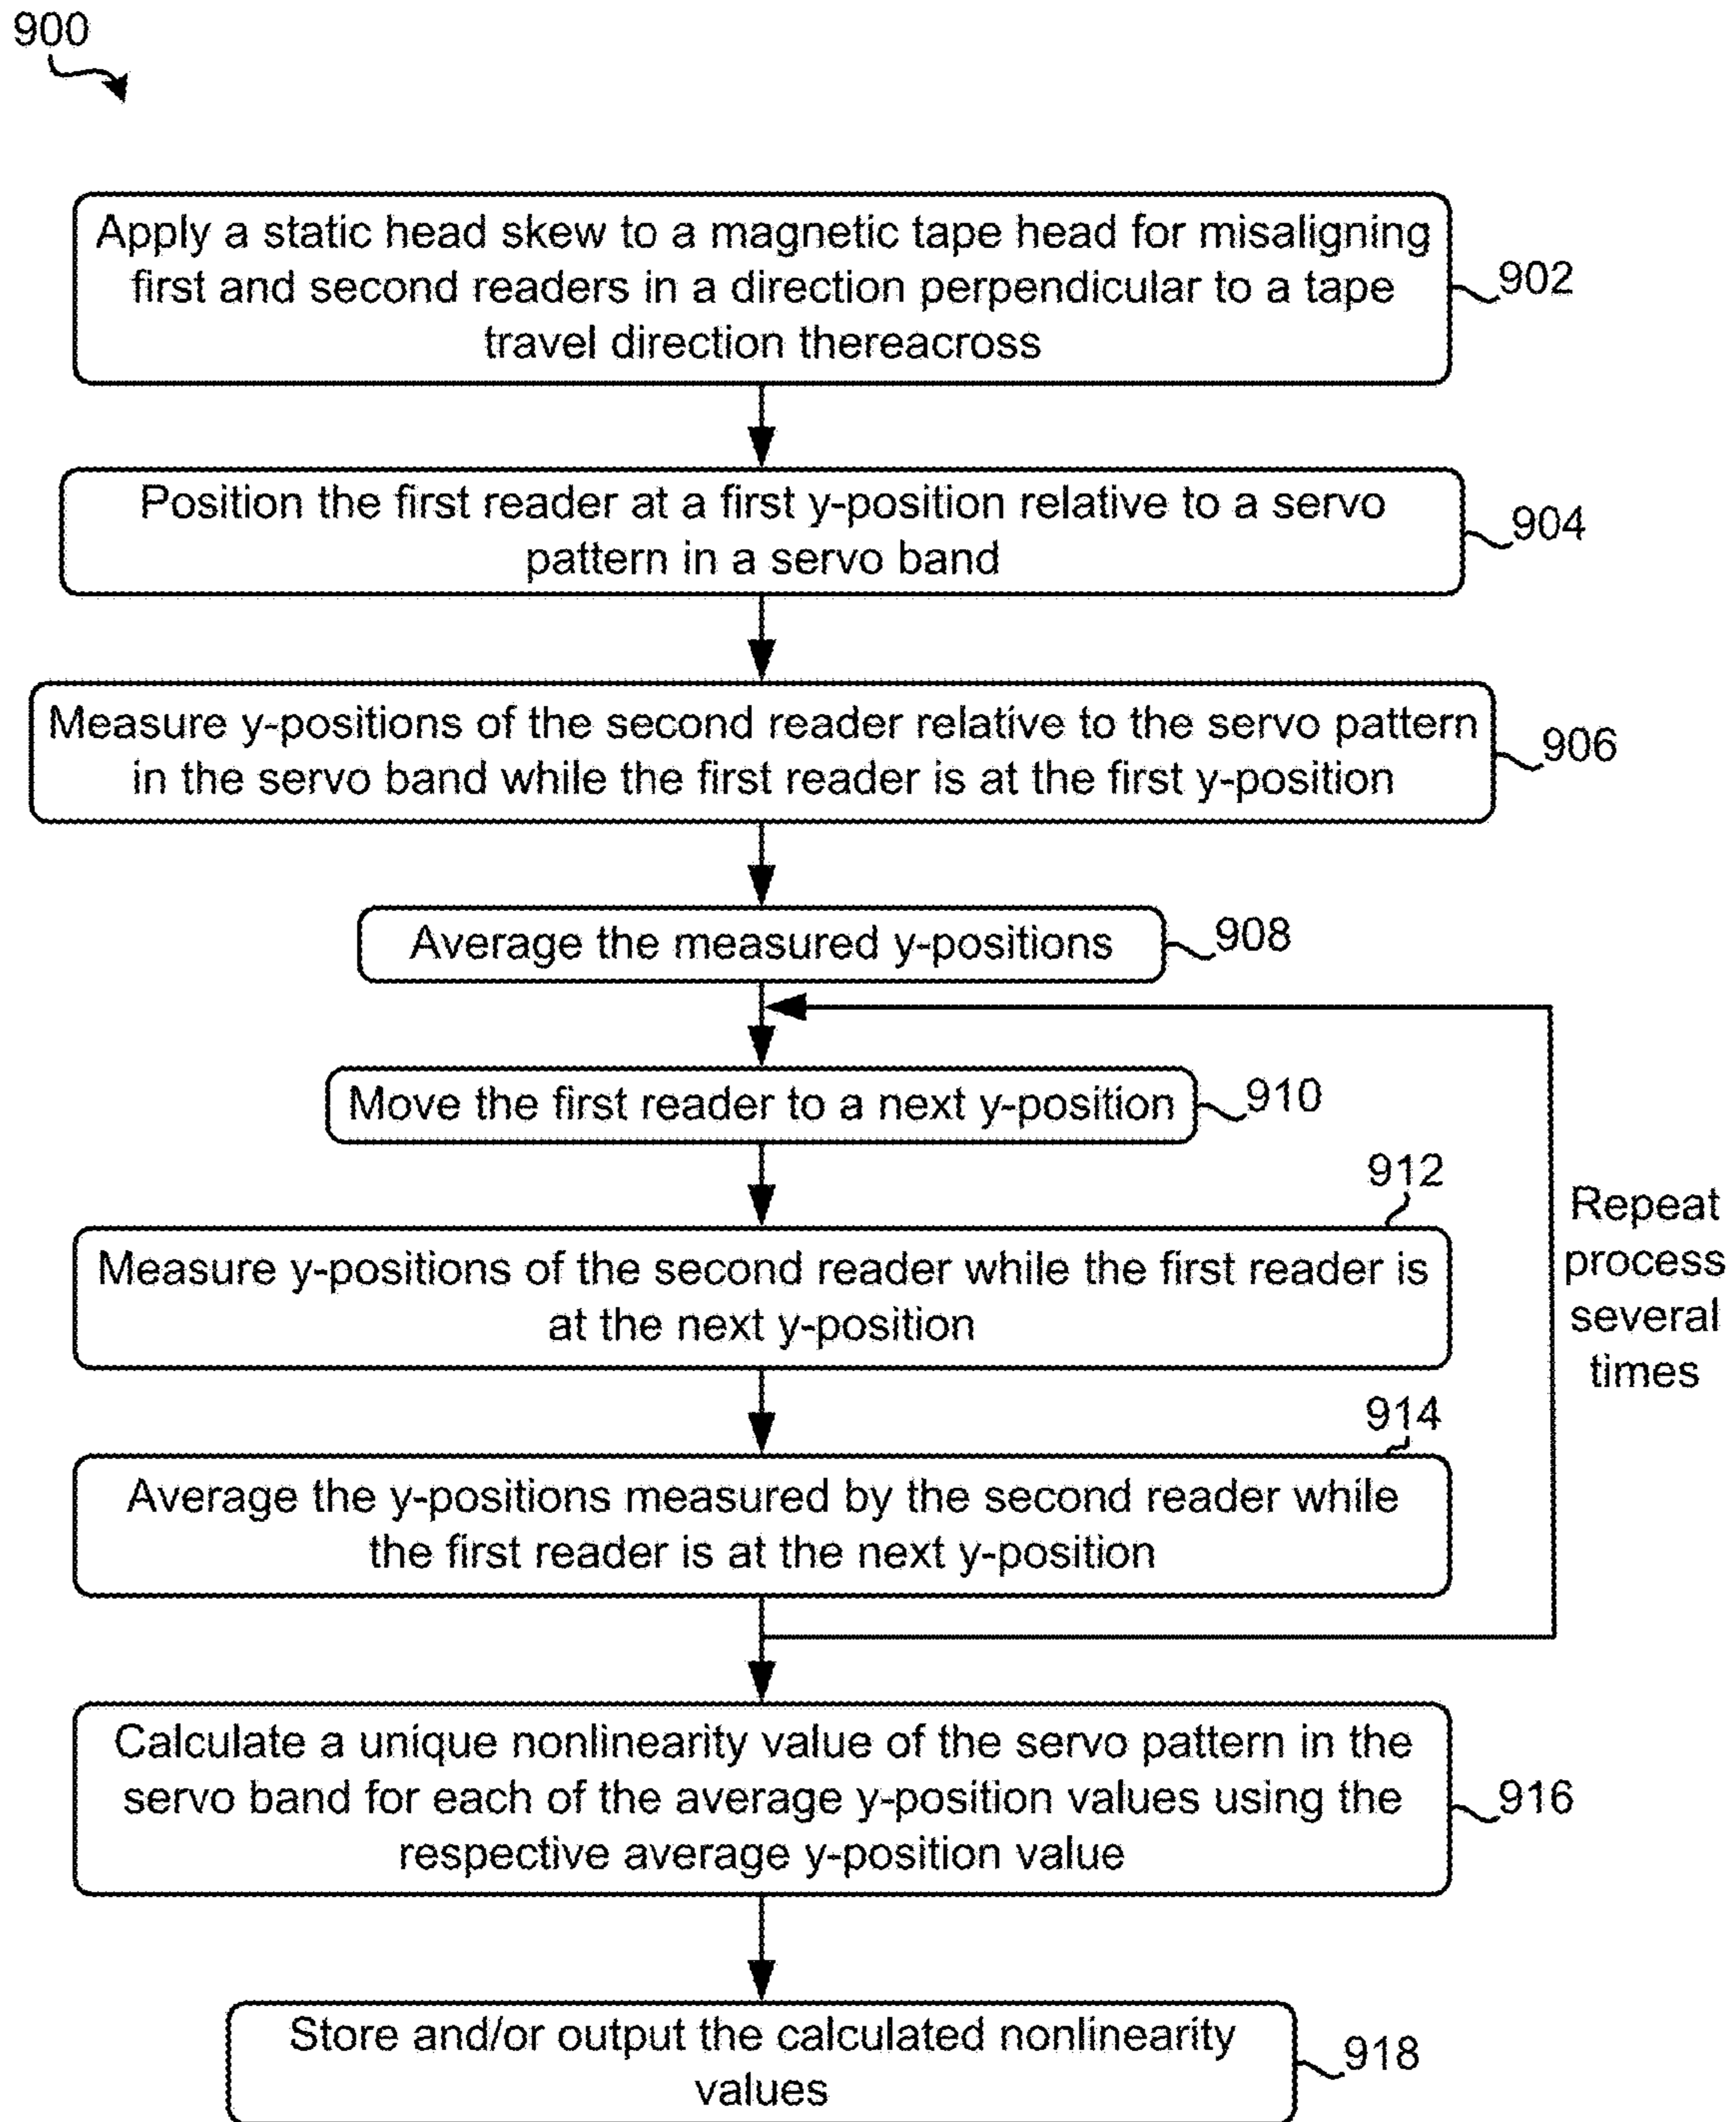 900
Apply a static head skew to a magnetic tape head for misaligning
first and second readers in a direction perpendicular to a tape
travel direction thereacross
902
Position the first reader at a first y-position relative to a servo
pattern in a servo band
904
Measure y-positions of the second reader relative to the servo pattern
in the servo band while the first reader is at the first y-position
906
Average the measured y-positions
908
Move the first reader to a next y-position
910
912
Measure y-positions of the second reader while the first reader is
at the next y-position
Repeat
process
several
times
914
Average the y-positions measured by the second reader while
the first reader is at the next y-position
Calculate a unique nonlinearity value of the servo pattern in the
servo band for each of the average y-position values using the
respective average y-position value
916
Store and/or output the calculated nonlinearity
values
918